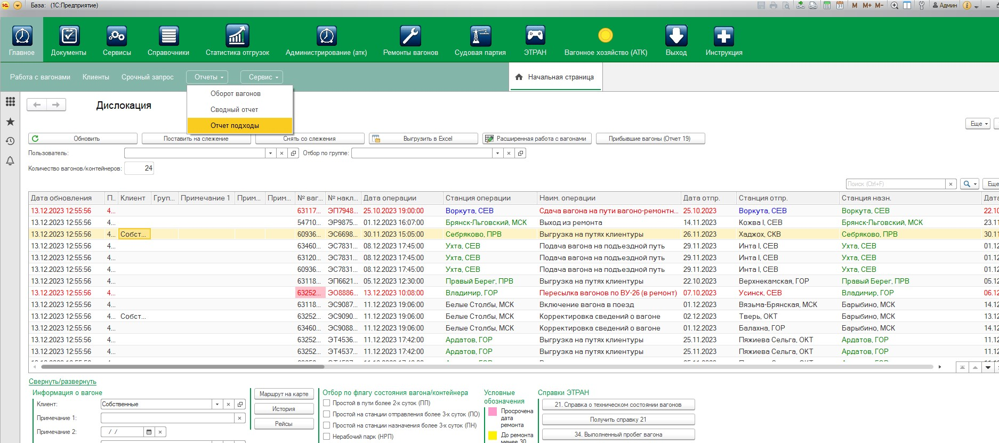 База: (1С:Предприятие)
M M+ M- Админ
Главное Документы Сервисы Справочники Статистика отгрузок Администрирование (атк) Ремонты вагонов Судовая партия ЭТРАН Вагонное хозяйство (АТК) Выход Инструкция
Работа с вагонами Клиенты Срочный запрос Отчеты Сервис Начальная страница
Оборот вагонов
Сводный отчет
Отчет подходы
Дислокация
Еще
Обновить Поставить на слежение Снять со слежения Выгрузить в Excel Расширенная работа с вагонами Прибывшие вагоны (Отчет 19)
Пользователь: Отбор по группе:
Количество вагонов/контейнеров: 24
Поиск (Ctrl+F) Еще
Дата обновления П.. Клиент Груп... Примечание 1 Прим... Прим... № ваг... № накл... Дата операции Станция операции Наим. операции Дата отпр. Станция отпр. Станция назн. Дата
13.12.2023 12:55:56 4... 63117... ЭП7948... 25.10.2023 19:00:00 Воркута, СЕВ Сдача вагона на пути вагоно-ремонтн... 25.10.2023 Воркута, СЕВ Воркута, СЕВ 22.10
13.12.2023 12:55:56 4... 54710... ЭР9875... 01.12.2023 16:07:00 Брянск-Льговский, МСК Выход из ремонта 14.11.2023 Кожва I, СЕВ Брянск-Льговский, МСК 23.11
13.12.2023 12:55:56 4... Собст... 60936... ЭС6698... 30.11.2023 15:05:00 Себряково, ПРВ Выгрузка на путях клиентуры 26.11.2023 Хаджох, СКВ Себряково, ПРВ 30.11
13.12.2023 12:55:56 4... 63460... ЭС7831... 08.12.2023 17:45:00 Ухта, СЕВ Подача вагона на подъездной путь 29.11.2023 Инта I, СЕВ Ухта, СЕВ 01.12
13.12.2023 12:55:56 4... 63120... ЭС7831... 08.12.2023 17:45:00 Ухта, СЕВ Подача вагона на подъездной путь 29.11.2023 Инта I, СЕВ Ухта, СЕВ 01.12
13.12.2023 12:55:56 4... 60936... ЭС7831... 08.12.2023 17:45:00 Ухта, СЕВ Подача вагона на подъездной путь 29.11.2023 Инта I, СЕВ Ухта, СЕВ 01.12
13.12.2023 12:55:56 4... 63118... ЭП6621... 05.12.2023 12:30:00 Правый Берег, ПРВ Выгрузка на путях клиентуры 22.10.2023 Верхнекамская, ГОР Правый Берег, ПРВ 05.12
13.12.2023 12:55:56 4... 63252... ЭО8886... 13.12.2023 10:08:00 Владимир, ГОР Пересылка вагонов по ВУ-26 (в ремонт) 07.10.2023 Усинск, СЕВ Владимир, ГОР 06.12
13.12.2023 12:55:56 4... 63118... ЭС9087... 11.12.2023 19:06:00 Белые Столбы, МСК Включение вагона в поезд 01.12.2023 Вязьма-Брянская, МСК Барыбино, МСК 14.12
13.12.2023 12:55:56 4... Собст... 63252... ЭС9090... 11.12.2023 19:06:00 Белые Столбы, МСК Корректировка сведений о вагоне 02.12.2023 Тверь, ОКТ Барыбино, МСК 13.12
13.12.2023 12:55:56 4... 63460... ЭС9088... 11.12.2023 19:06:00 Белые Столбы, МСК Корректировка сведений о вагоне 01.12.2023 Балахна, ГОР Барыбино, МСК 14.12
13.12.2023 12:55:56 4... 63252... ЭТ4536... 11.12.2023 17:42:00 Ардатов, ГОР Выгрузка на путях клиентуры 25.11.2023 Пяжиева Сельга, ОКТ Ардатов, ГОР 11.12
13.12.2023 12:55:56 4... 63252... ЭТ4537... 11.12.2023 17:42:00 Ардатов, ГОР Выгрузка на путях клиентуры 25.11.2023 Пяжиева Сельга, ОКТ Ардатов, ГОР 11.12
Свернуть/развернуть
Информация о вагоне
Клиент: Собственные
Примечание 1:
Примечание 2: / /
Маршрут на карте
История
Рейсы
Отбор по флагу состояния вагона/контейнера
Простой в пути более 2-х суток (ПП)
Простой на станции отправления более 3-х суток (ПО)
Простой на станции назначения более 3-х суток (ПН)
Нерабочий парк (НРП)
Условные
обозначения
Просрочена
дата
ремонта
До ремонта
менее 30
Справки ЭТРАН
21. Справка о техническом состоянии вагонов
Получить справку 21
34. Выполненный пробег вагона